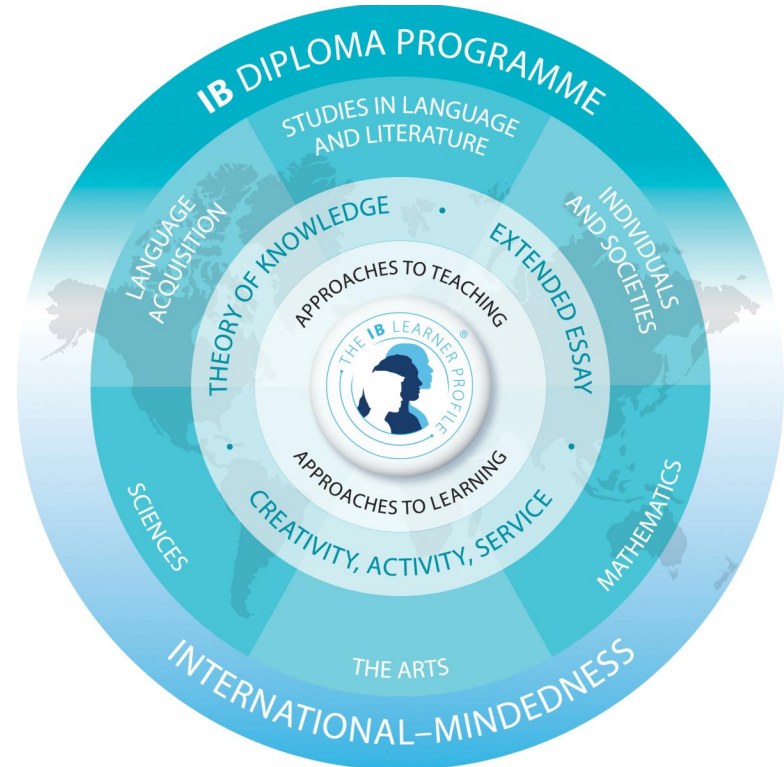 IB DIPLOMA PROGRAMME
STUDIES IN LANGUAGE
AND LITERATURE
LANGUAGE
ACQUISITION
INDIVIDUALS
AND SOCIETIES
THEORY OF KNOWLEDGE
•
EXTENDED ESSAY
APPROACHES TO TEACHING
THE IB LEARNER PROFILE ®
APPROACHES TO LEARNING
•
•
CREATIVITY, ACTIVITY, SERVICE
SCIENCES
MATHEMATICS
THE ARTS
INTERNATIONAL–MINDEDNESS